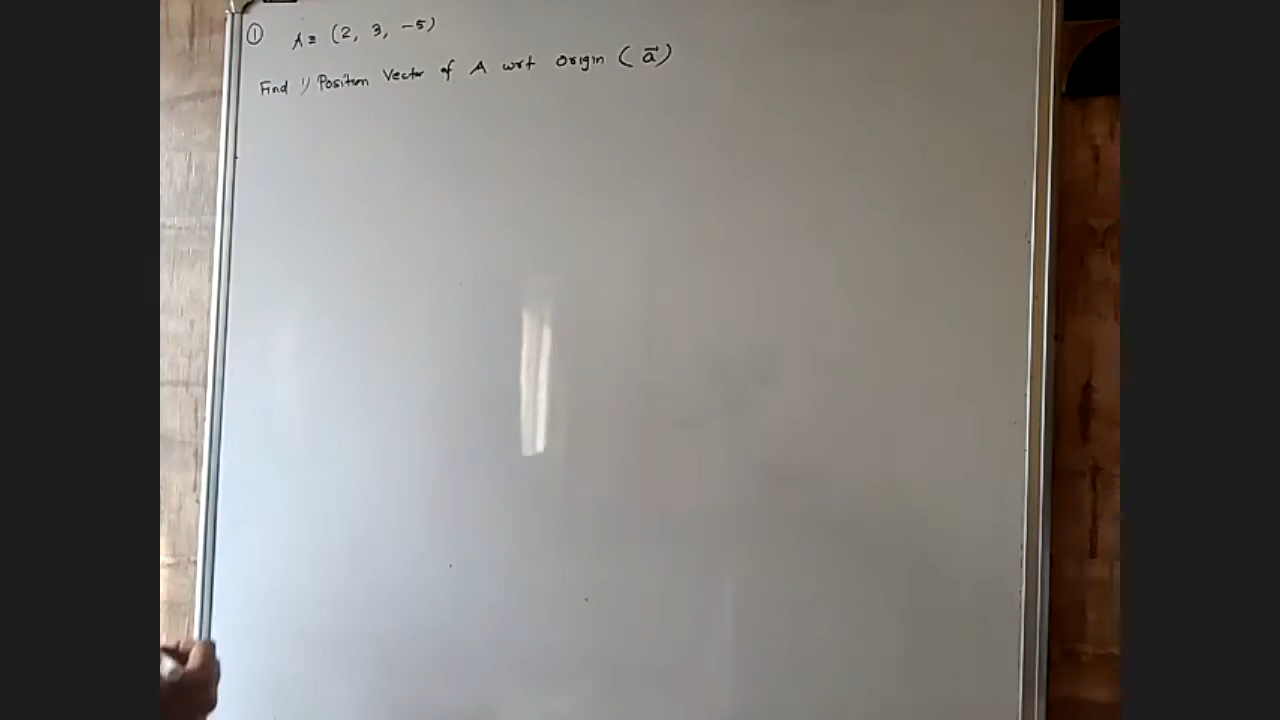 ① A ≡ (2, 3, -5)
Find 1) Position Vector of A wrt origin (a⃗)